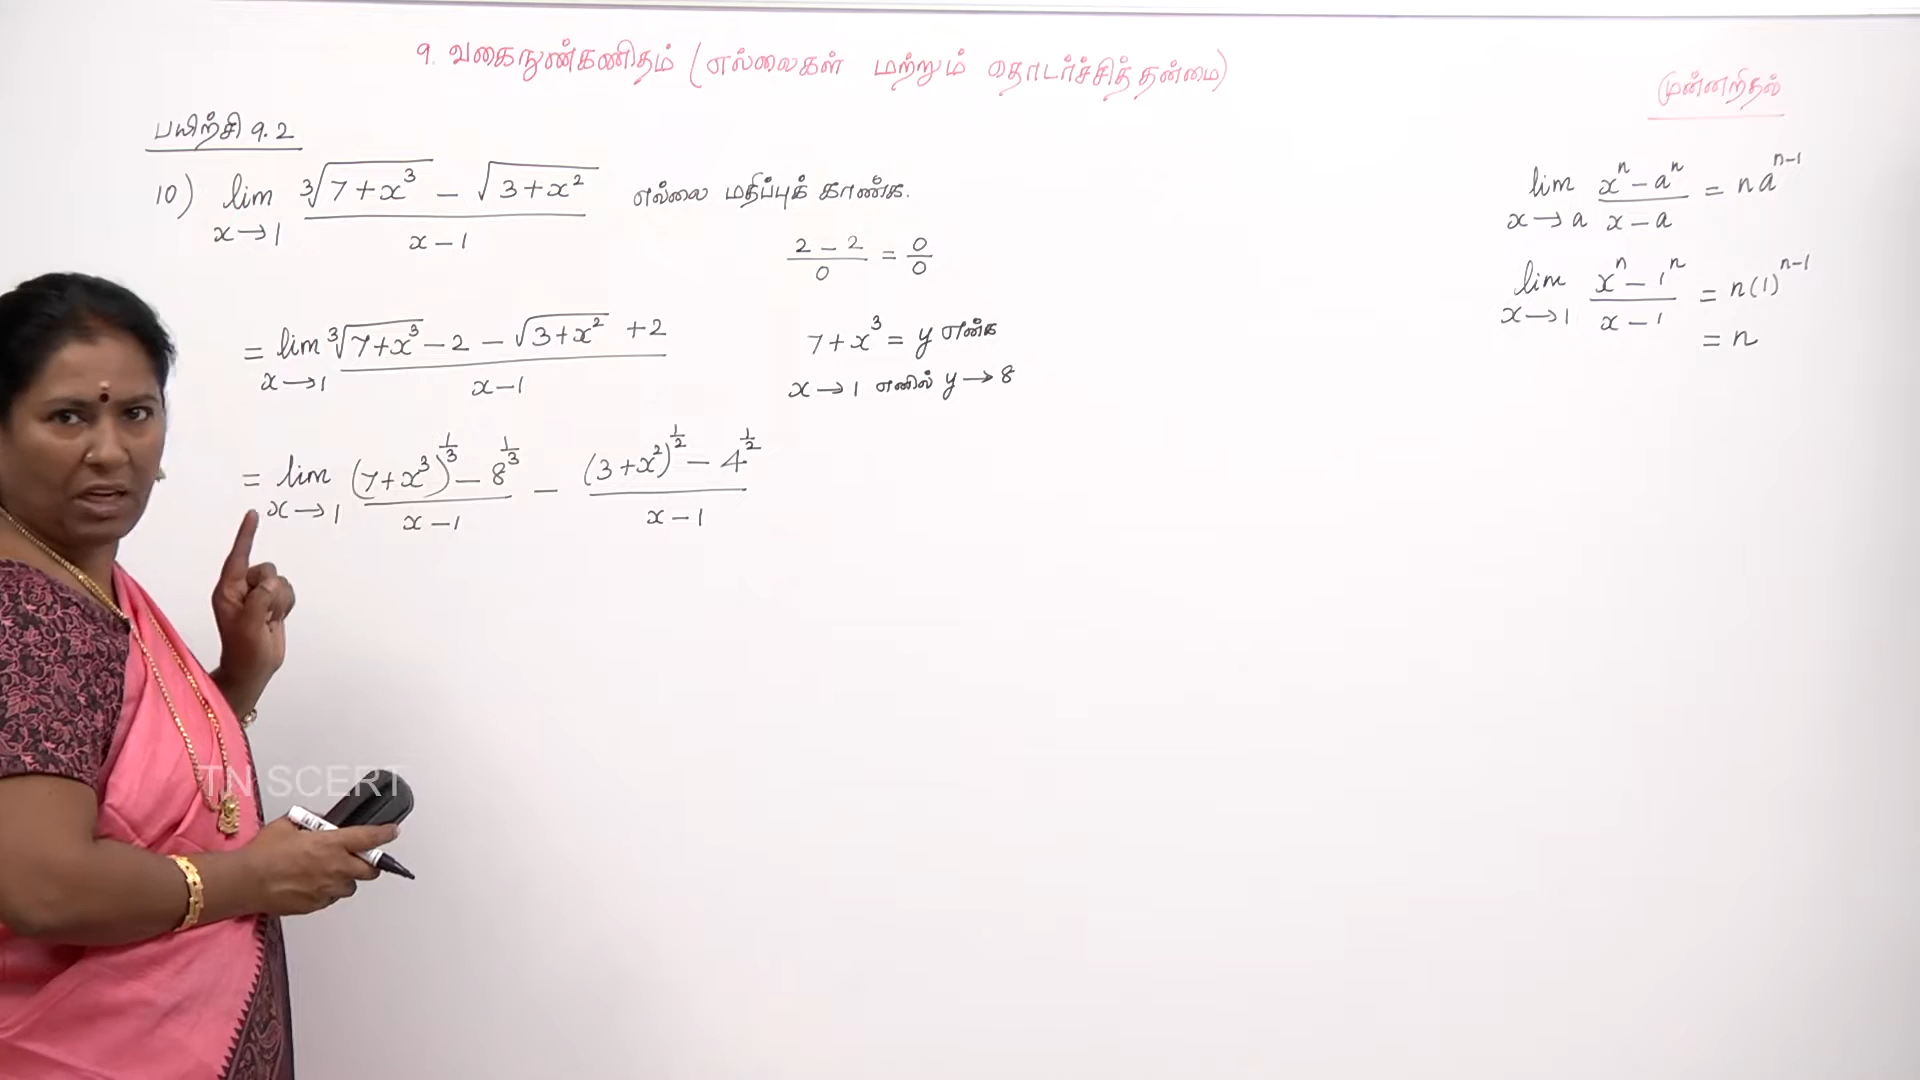 9. வகைநுண்கணிதம் (எல்லைகள் மற்றும் தொடர்ச்சித் தன்மை)
முன்னறிதல்
பயிற்சி 9.2
10) lim x→1 (∛(7+x³) − √(3+x²)) / (x−1) எல்லை மதிப்புக் காண்க.
(2−2)/0 = 0/0
= lim x→1 (∛(7+x³) − 2 − √(3+x²) + 2) / (x−1)
7+x³ = y என்க
x→1 எனில் y→8
= lim x→1 ((7+x³)^(1/3) − 8^(1/3)) / (x−1) − ((3+x²)^(1/2) − 4^(1/2)) / (x−1)
lim x→a (xⁿ − aⁿ) / (x−a) = na^(n−1)
lim x→1 (xⁿ − 1ⁿ) / (x−1) = n(1)^(n−1)
= n
TN SCERT